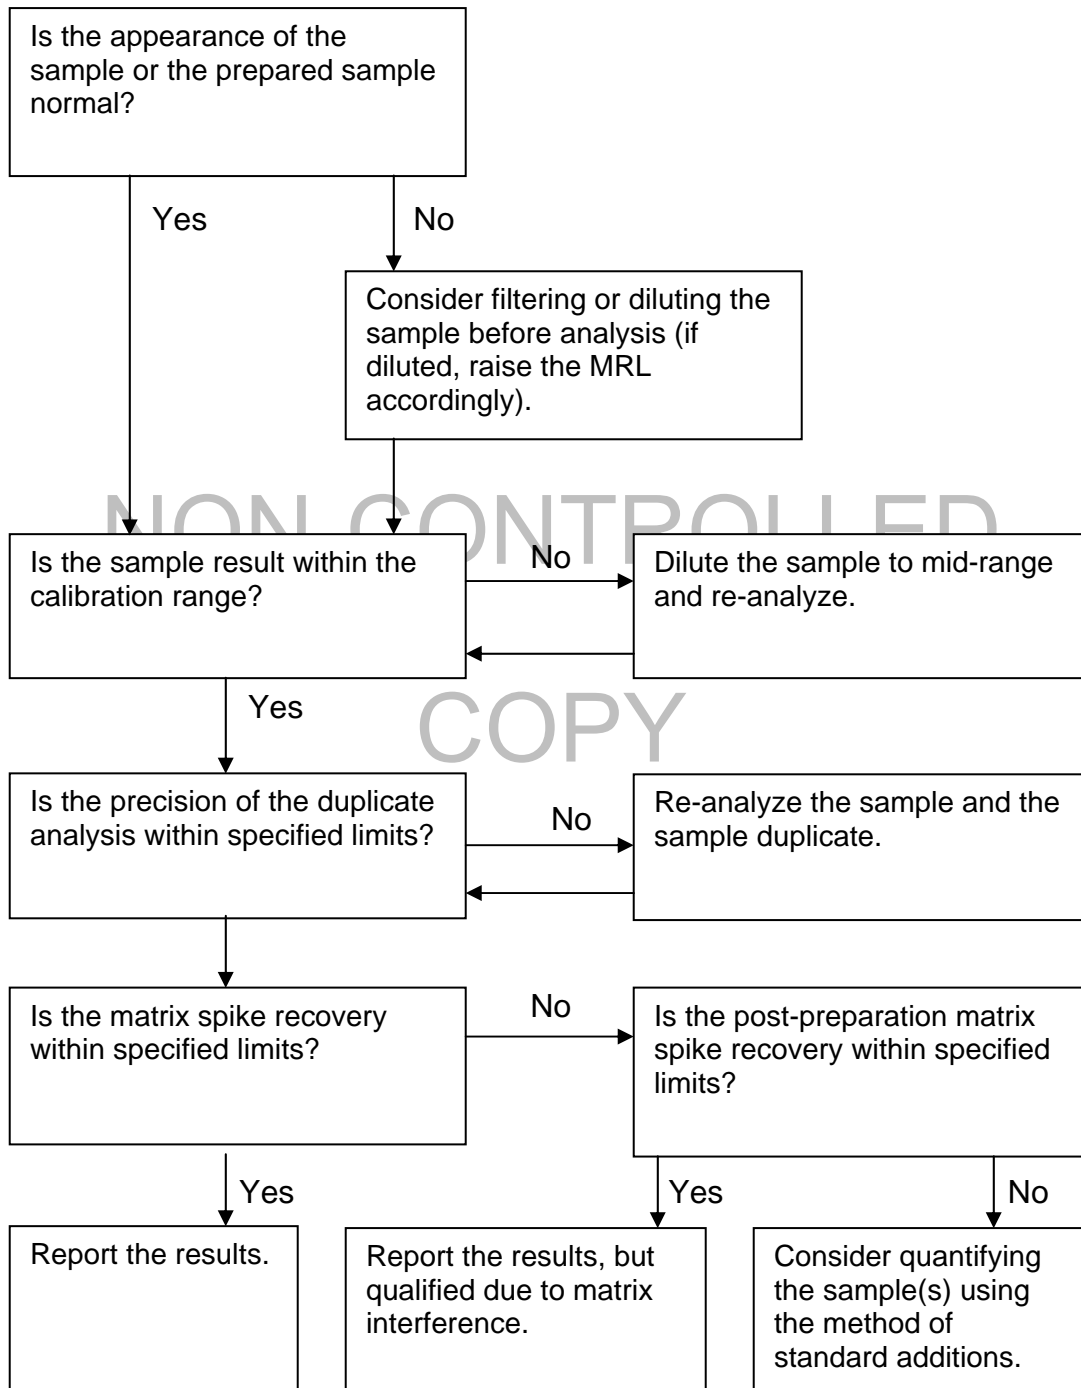 Is the appearance of the
sample or the prepared sample
normal?
Yes
No
Consider filtering or diluting the
sample before analysis (if
diluted, raise the MRL
accordingly).
NON CONTROLLED
Is the sample result within the
calibration range?
No
Dilute the sample to mid-range
and re-analyze.
Yes
COPY
Is the precision of the duplicate
analysis within specified limits?
No
Re-analyze the sample and the
sample duplicate.
Is the matrix spike recovery
within specified limits?
No
Is the post-preparation matrix
spike recovery within specified
limits?
Yes
Yes
No
Report the results.
Report the results, but
qualified due to matrix
interference.
Consider quantifying
the sample(s) using
the method of
standard additions.